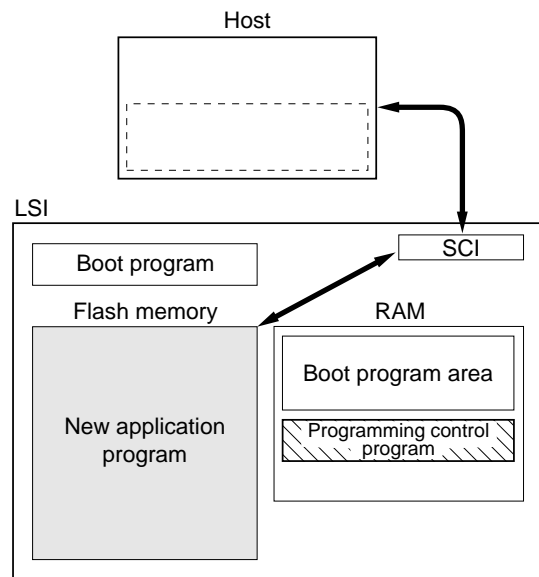 Host
LSI
SCI
Boot program
Flash memory
RAM
Boot program area
New application
program
Programming control
program